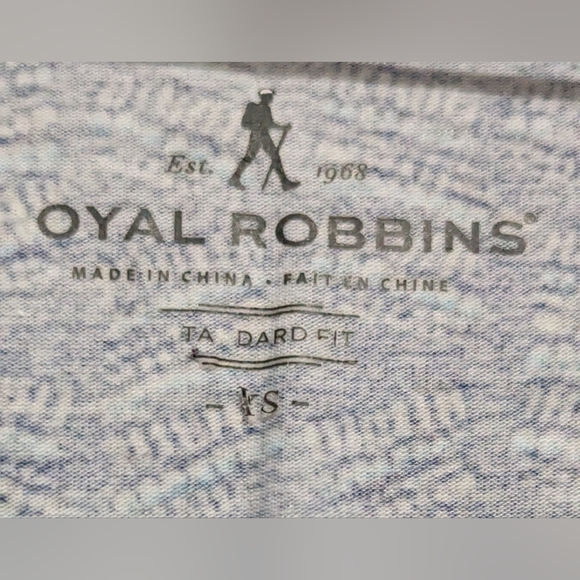 Est. 1968
OYAL ROBBINS®
MADE IN CHINA · FAIT EN CHINE
TA DARD FIT
- XS -